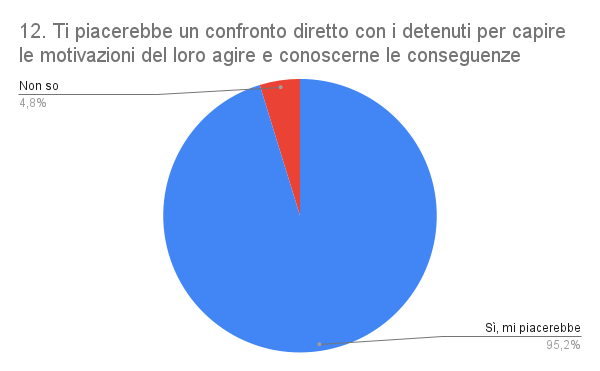 12. Ti piacerebbe un confronto diretto con i detenuti per capire
le motivazioni del loro agire e conoscerne le conseguenze
Non so
4,8%
Sì, mi piacerebbe
95,2%